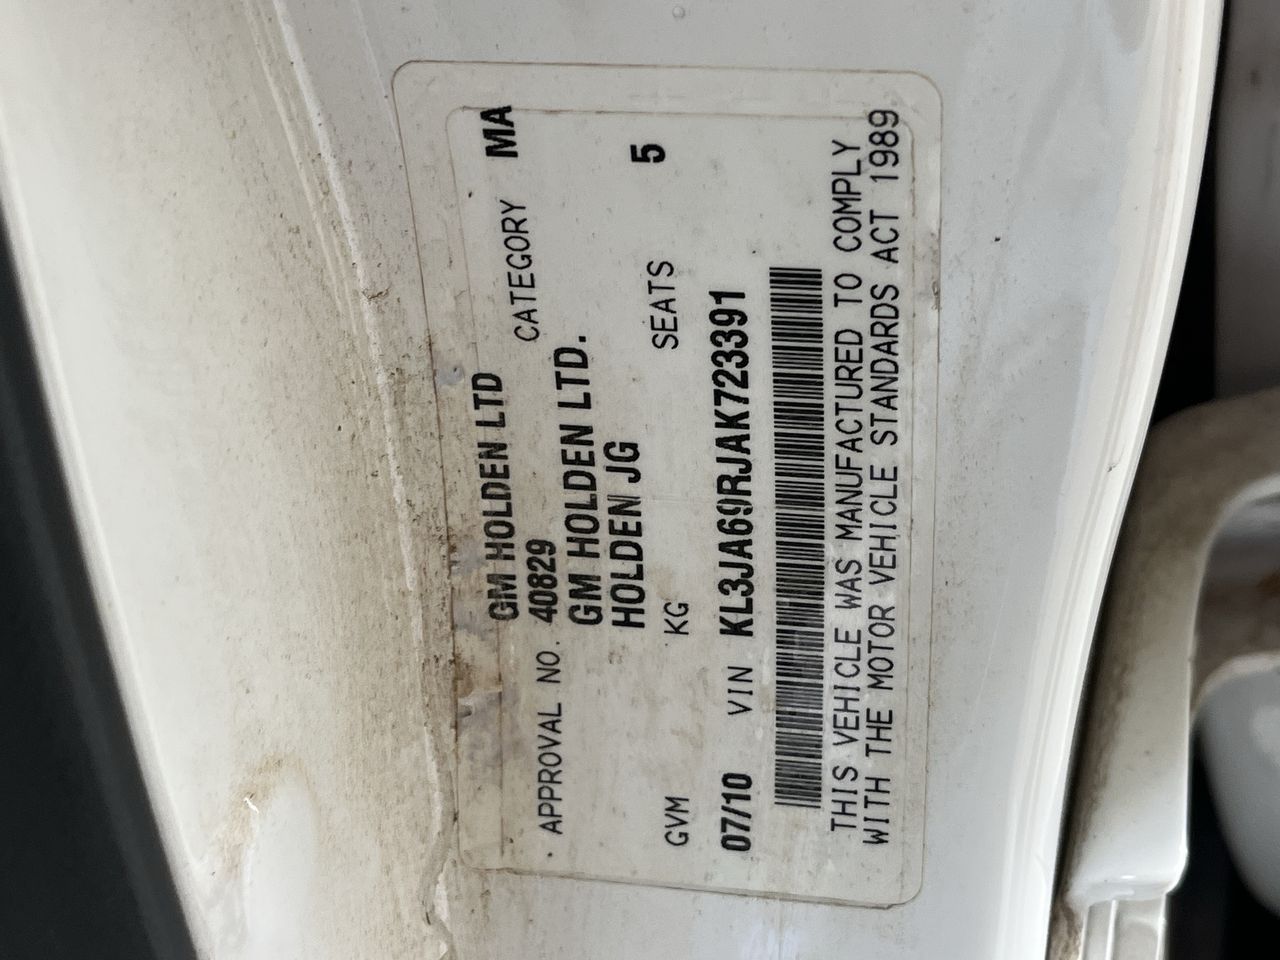 GM HOLDEN LTD
APPROVAL NO. 40829 CATEGORY MA
GM HOLDEN LTD.
HOLDEN JG
GVM KG SEATS 5
07/10 VIN KL3JA69RJAK723391
THIS VEHICLE WAS MANUFACTURED TO COMPLY
WITH THE MOTOR VEHICLE STANDARDS ACT 1989.